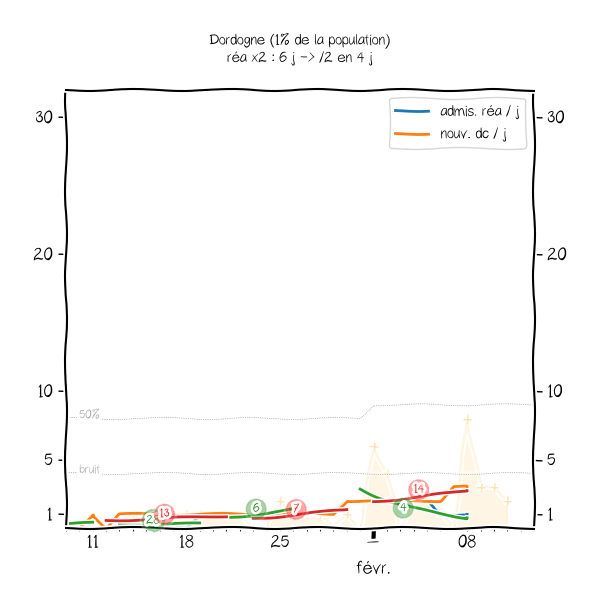 Dordogne (1% de la population)
réa x2 : 6 j -> /2 en 4 j
admis. réa / j
nouv. dc / j
30 30
20 20
10 10
50%
5 5
bruit
1 1
13 6 7 14 4
11 18 25 1 08
févr.